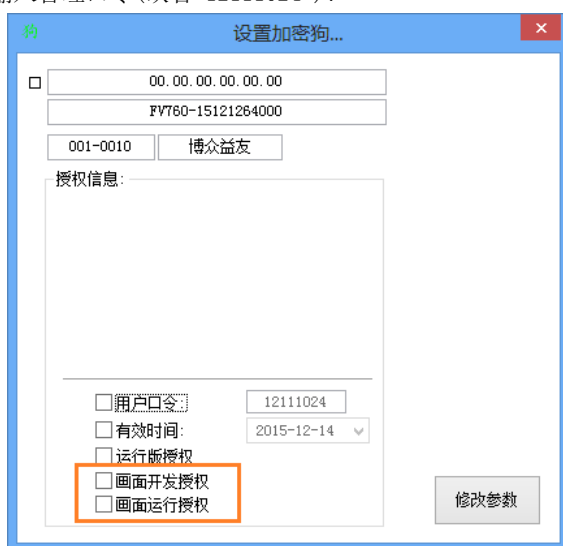 设置加密狗...
00.00.00.00.00.00
FV760-15121264000
001-0010 博众益友
授权信息:
用户口令: 12111024
有效时间: 2015-12-14
运行版授权
画面开发授权
画面运行授权
修改参数